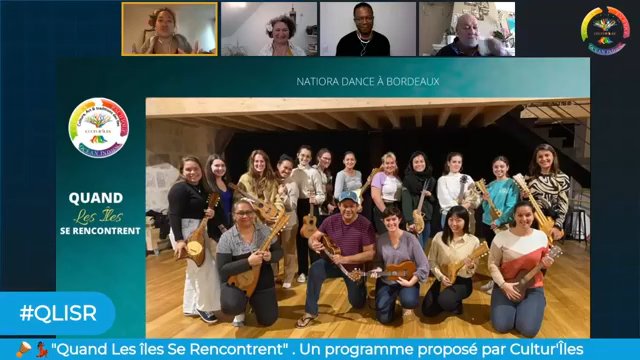 NATIORA DANCE À BORDEAUX
QUAND
Les Îles
SE RENCONTRENT
#QLISR
"Quand Les îles Se Rencontrent" . Un programme proposé par Cultur'Îles